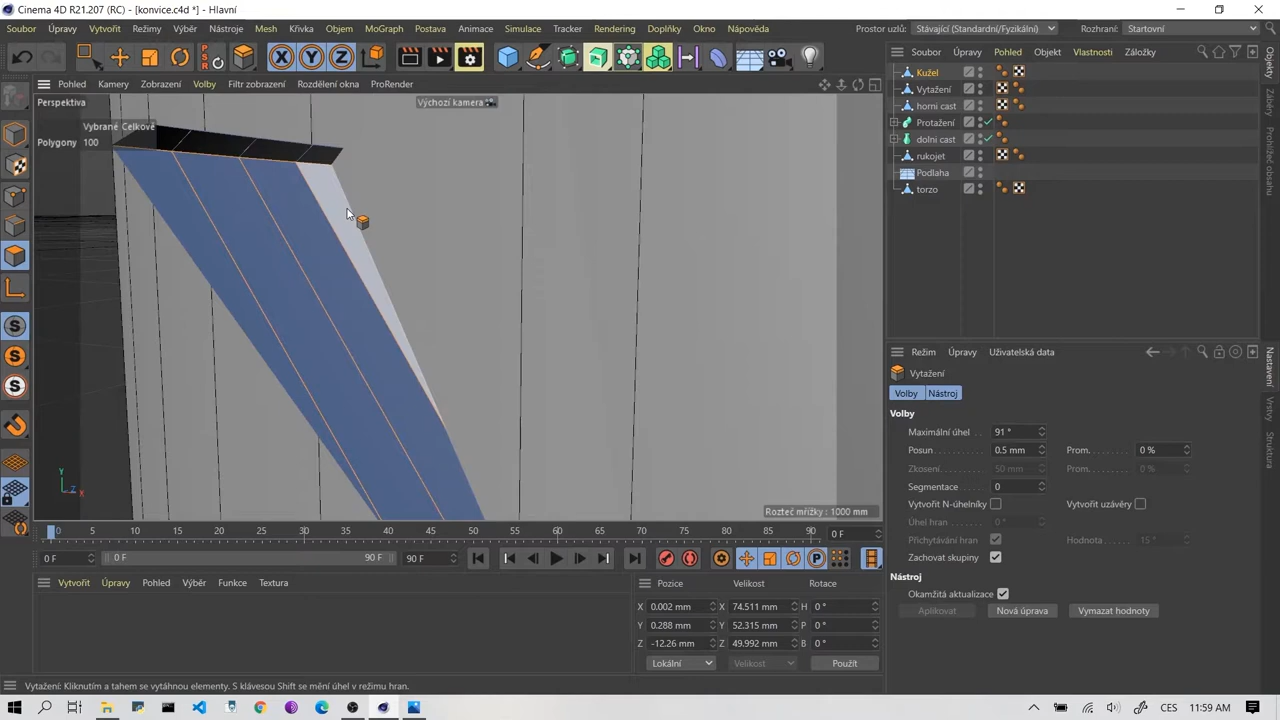 Cinema 4D R21.207 (RC) - [konvice.c4d *] - Hlavní
Soubor Úpravy Vytvořit Režimy Výběr Nástroje Mesh Křivka Objem MoGraph Postava Animace Simulace Rendering Doplňky Okno Nápověda
Prostor uzlů: Stávající (Standardní/Fyzikální) Rozhraní: Startovní
X Y Z P S R
Pohled Kamery Zobrazení Volby Filtr zobrazení Rozdělení okna ProRender
Soubor Úpravy Pohled Objekt Vlastnosti Záložky
Perspektiva
Výchozí kamera
Vybrané Celkové
Polygony 100
Kužel
Vytažení
horni cast
Protažení
dolni cast
rukojet
Podlaha
torzo
Objekty
Záběry
Prohlížeč obsahu
Režim Úpravy Uživatelská data
Vytažení
Volby Nástroj
Volby
Maximální úhel 91 °
Posun 0.5 mm Prom. 0 %
Zkosení 50 mm Prom. 0 %
Segmentace 0
Vytvořit N-úhelníky Vytvořit uzávěry
Úhel hran 0 °
Přichytávání hran Hodnota 15 °
Zachovat skupiny
Nástroj
Okamžitá aktualizace
Aplikovat Nová úprava Vymazat hodnoty
Nastavení
Vrstvy
Struktura
Y
Z X
Rozteč mřížky : 1000 mm
0 5 10 15 20 25 30 35 40 45 50 55 60 65 70 75 80 85 90 0 F
0 F 0 F 90 F 90 F
Vytvořit Úpravy Pohled Výběr Funkce Textura
Pozice Velikost Rotace
X 0.002 mm X 74.511 mm H 0 °
Y 0.288 mm Y 52.315 mm P 0 °
Z -12.26 mm Z 49.992 mm B 0 °
Lokální Velikost Použít
Vytažení: Kliknutím a tahem se vytáhnou elementy. S klávesou Shift se mění úhel v režimu hran.
CES 11:59 AM